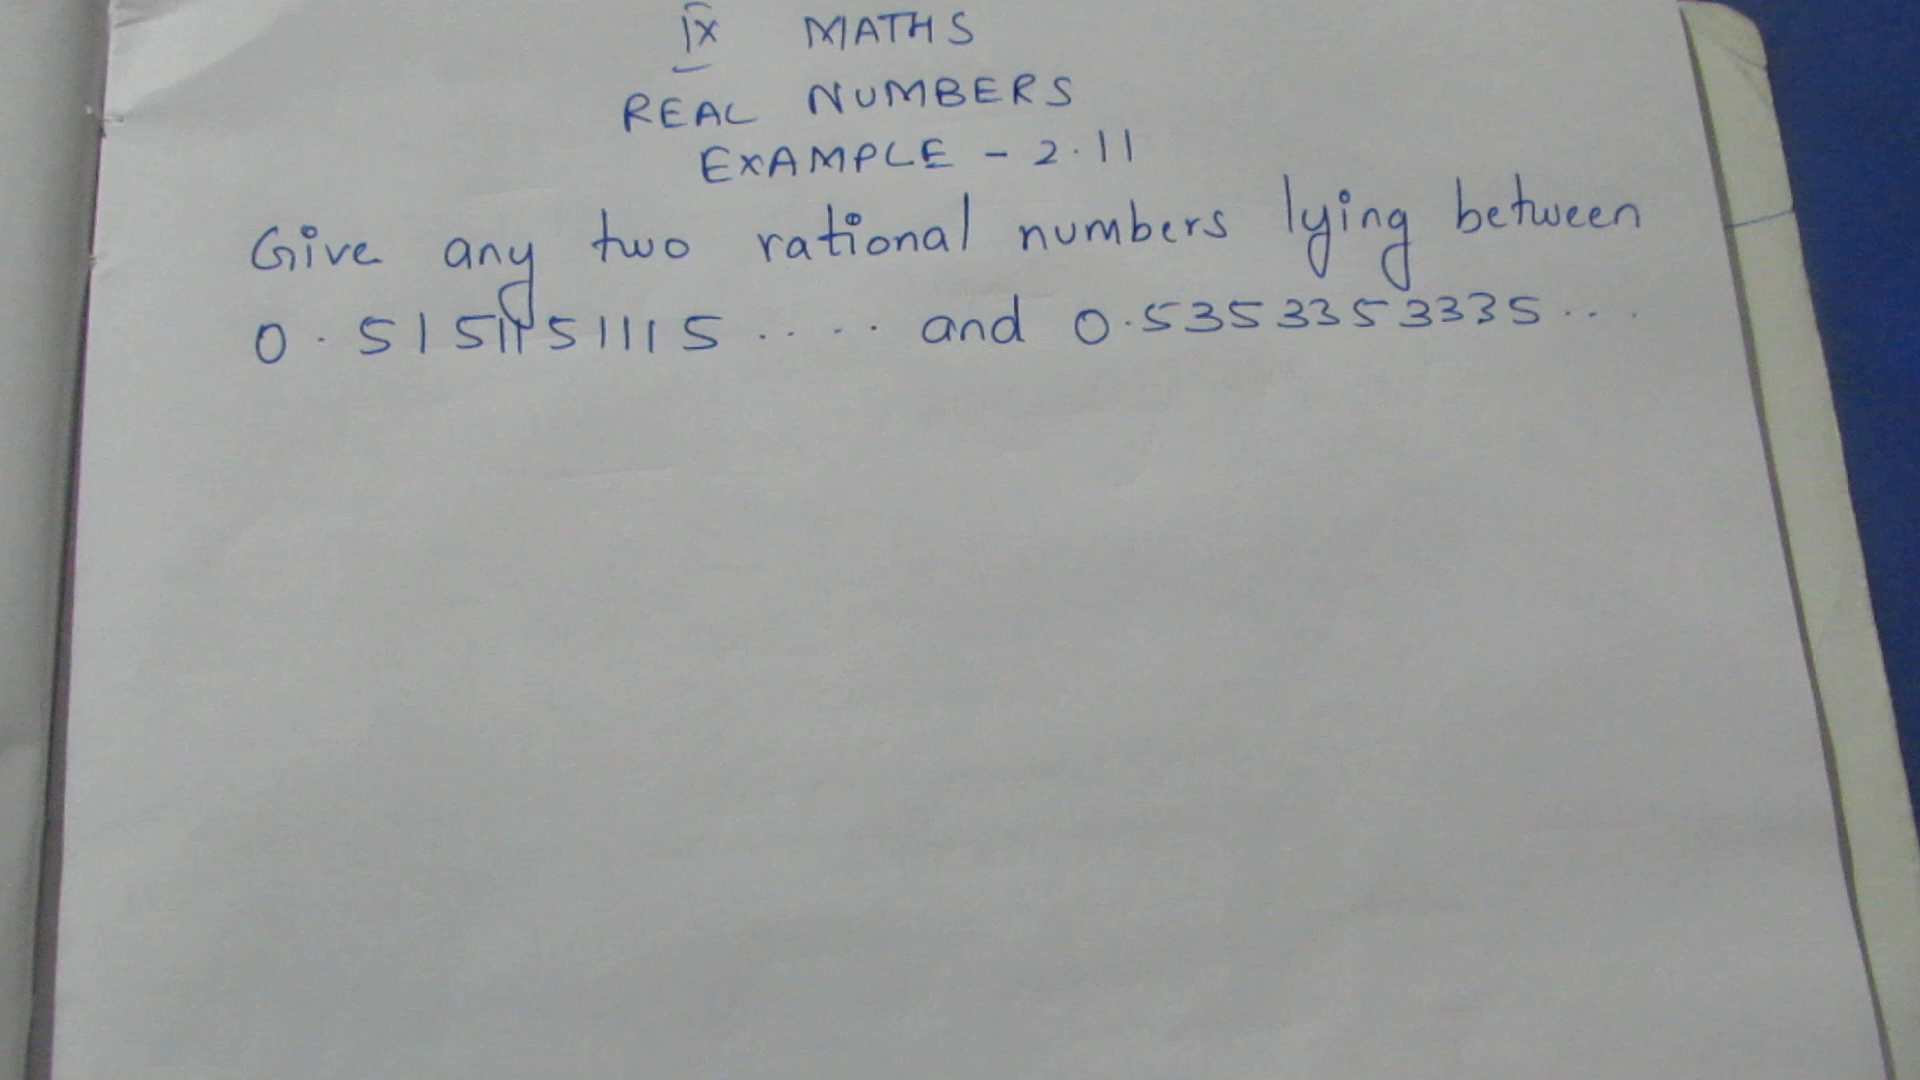 IX MATHS
REAL NUMBERS
EXAMPLE - 2.11
Give any two rational numbers lying between
0.5151151115.... and 0.5353353335...